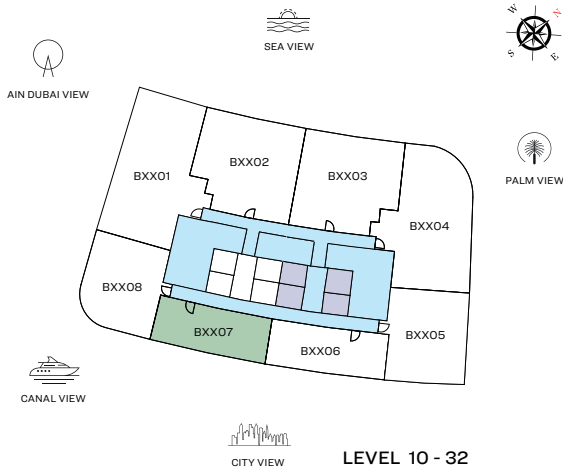 SEA VIEW
W
N
S
E
AIN DUBAI VIEW
PALM VIEW
BXX01
BXX02
BXX03
BXX04
BXX08
BXX07
BXX06
BXX05
CANAL VIEW
CITY VIEW
LEVEL 10 - 32